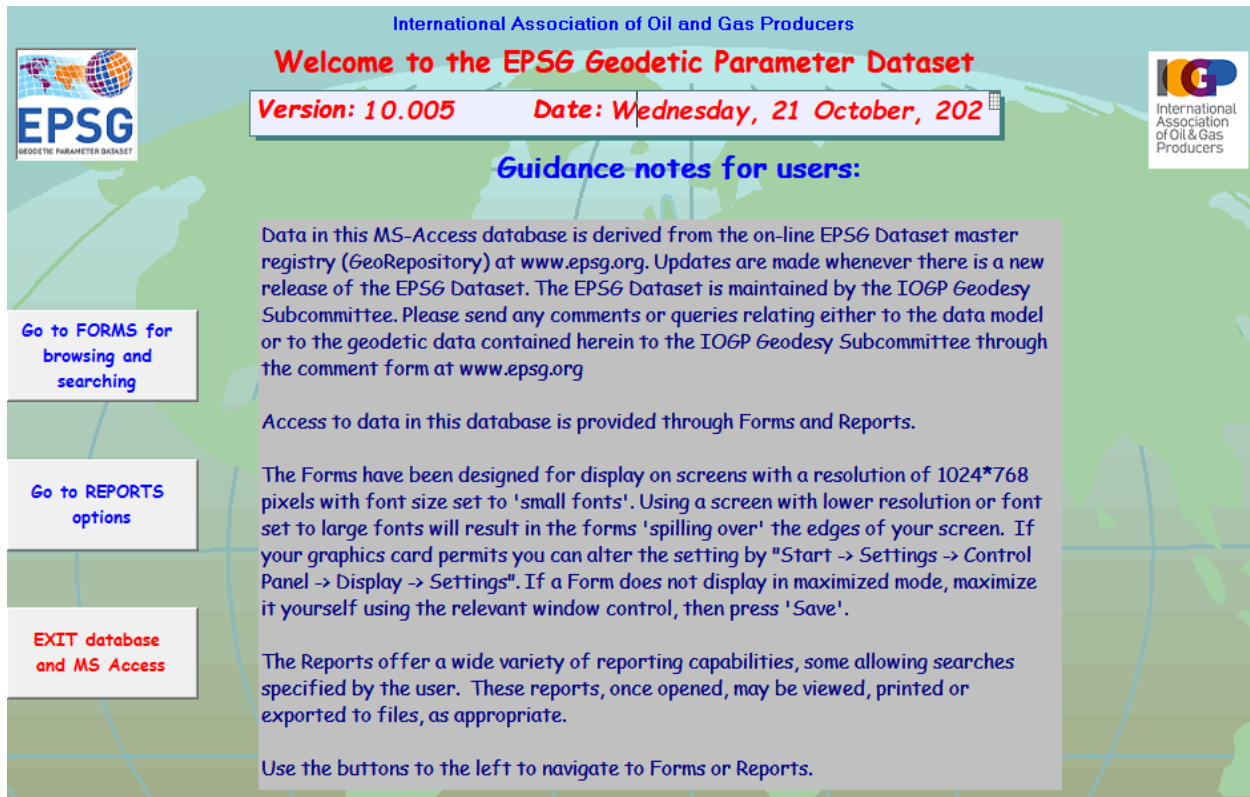 International Association of Oil and Gas Producers
Welcome to the EPSG Geodetic Parameter Dataset
EPSG
GEODETIC PARAMETER DATASET
Version: 10.005 Date: Wednesday, 21 October, 202
IOGP
International
Association
of Oil & Gas
Producers
Guidance notes for users:
Data in this MS-Access database is derived from the on-line EPSG Dataset master
registry (GeoRepository) at www.epsg.org. Updates are made whenever there is a new
release of the EPSG Dataset. The EPSG Dataset is maintained by the IOGP Geodesy
Subcommittee. Please send any comments or queries relating either to the data model
or to the geodetic data contained herein to the IOGP Geodesy Subcommittee through
the comment form at www.epsg.org
Access to data in this database is provided through Forms and Reports.
The Forms have been designed for display on screens with a resolution of 1024*768
pixels with font size set to 'small fonts'. Using a screen with lower resolution or font
set to large fonts will result in the forms 'spilling over' the edges of your screen. If
your graphics card permits you can alter the setting by "Start -> Settings -> Control
Panel -> Display -> Settings". If a Form does not display in maximized mode, maximize
it yourself using the relevant window control, then press 'Save'.
The Reports offer a wide variety of reporting capabilities, some allowing searches
specified by the user. These reports, once opened, may be viewed, printed or
exported to files, as appropriate.
Use the buttons to the left to navigate to Forms or Reports.
Go to FORMS for
browsing and
searching
Go to REPORTS
options
EXIT database
and MS Access